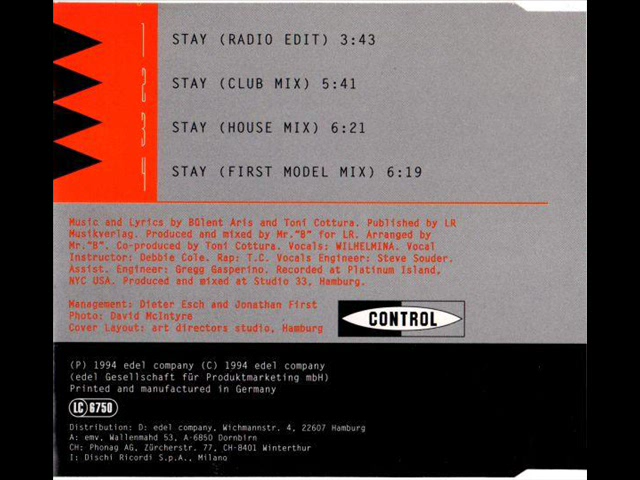 1 STAY (RADIO EDIT) 3:43
2 STAY (CLUB MIX) 5:41
3 STAY (HOUSE MIX) 6:21
4 STAY (FIRST MODEL MIX) 6:19
Music and Lyrics by Bülent Aris and Toni Cottura. Published by LR
Musikverlag. Produced and mixed by Mr."B" for LR. Arranged by
Mr."B". Co-produced by Toni Cottura. Vocals: WILHELMINA. Vocal
Instructor: Debbie Cole. Rap: T.C. Vocals Engineer: Steve Souder.
Assist. Engineer: Gregg Gasperino. Recorded at Platinum Island,
NYC USA. Produced and mixed at Studio 33, Hamburg.
Management: Dieter Esch and Jonathan First
Photo: David McIntyre
Cover Layout: art directors studio, Hamburg
CONTROL
(P) 1994 edel company (C) 1994 edel company
(edel Gesellschaft für Produktmarketing mbH)
Printed and manufactured in Germany
LC 6750
Distribution: D: edel company, Wichmannstr. 4, 22607 Hamburg
A: emv, Wallenmahd 53, A-6850 Dornbirn
CH: Phonag AG, Zürcherstr. 77, CH-8401 Winterthur
I: Dischi Ricordi S.p.A., Milano